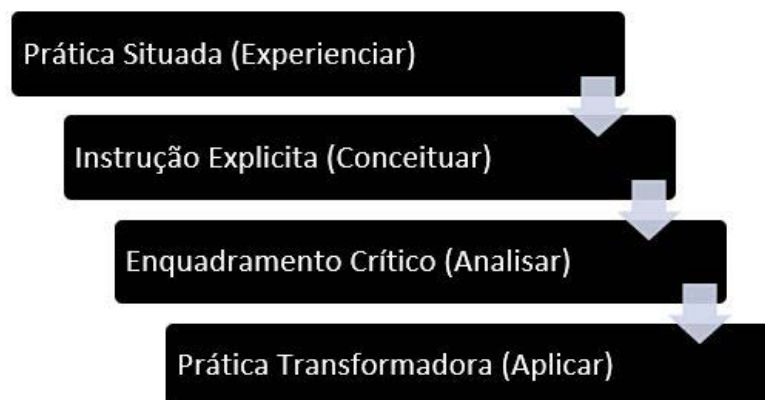 Prática Situada (Experienciar)
Instrução Explicita (Conceituar)
Enquadramento Crítico (Analisar)
Prática Transformadora (Aplicar)